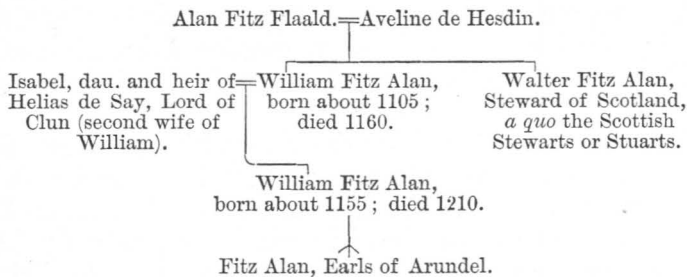 Alan Fitz Flaald.=Aveline de Hesdin.
Isabel, dau. and heir of=William Fitz Alan,
Helias de Say, Lord of born about 1105 ;
Clun (second wife of died 1160.
William).
Walter Fitz Alan,
Steward of Scotland,
a quo the Scottish
Stewarts or Stuarts.
William Fitz Alan,
born about 1155 ; died 1210.
Fitz Alan, Earls of Arundel.